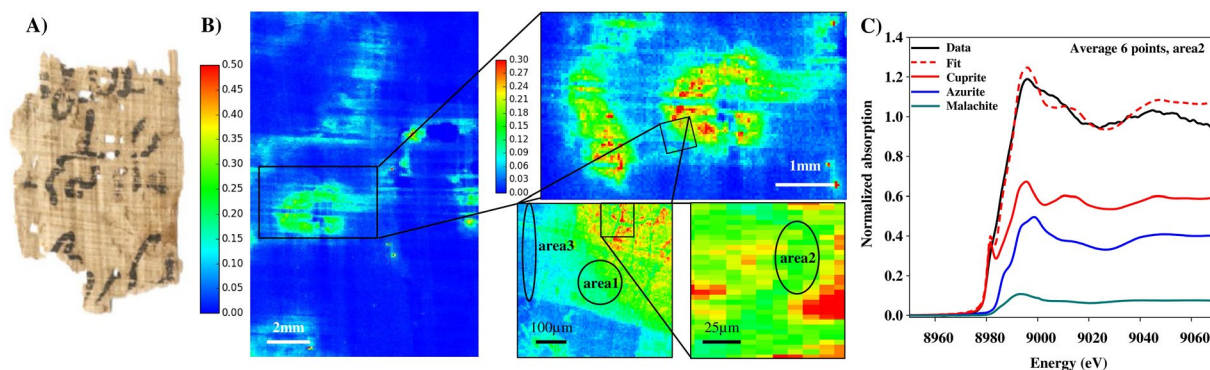 A)
B)
0.50
0.45
0.40
0.35
0.30
0.25
0.20
0.15
0.10
0.05
0.00
2mm
0.30
0.27
0.24
0.21
0.18
0.15
0.12
0.09
0.06
0.03
0.00
1mm
area3
area1
100µm
area2
25µm
C)
Data
Fit
Cuprite
Azurite
Malachite
Average 6 points, area2
Normalized absorption
1.4
1.2
1.0
0.8
0.6
0.4
0.2
0.0
8960 8980 9000 9020 9040 9060
Energy (eV)